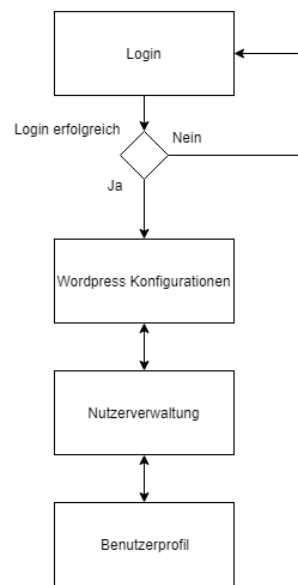 Login
Login erfolgreich
Nein
Ja
Wordpress Konfigurationen
Nutzerverwaltung
Benutzerprofil